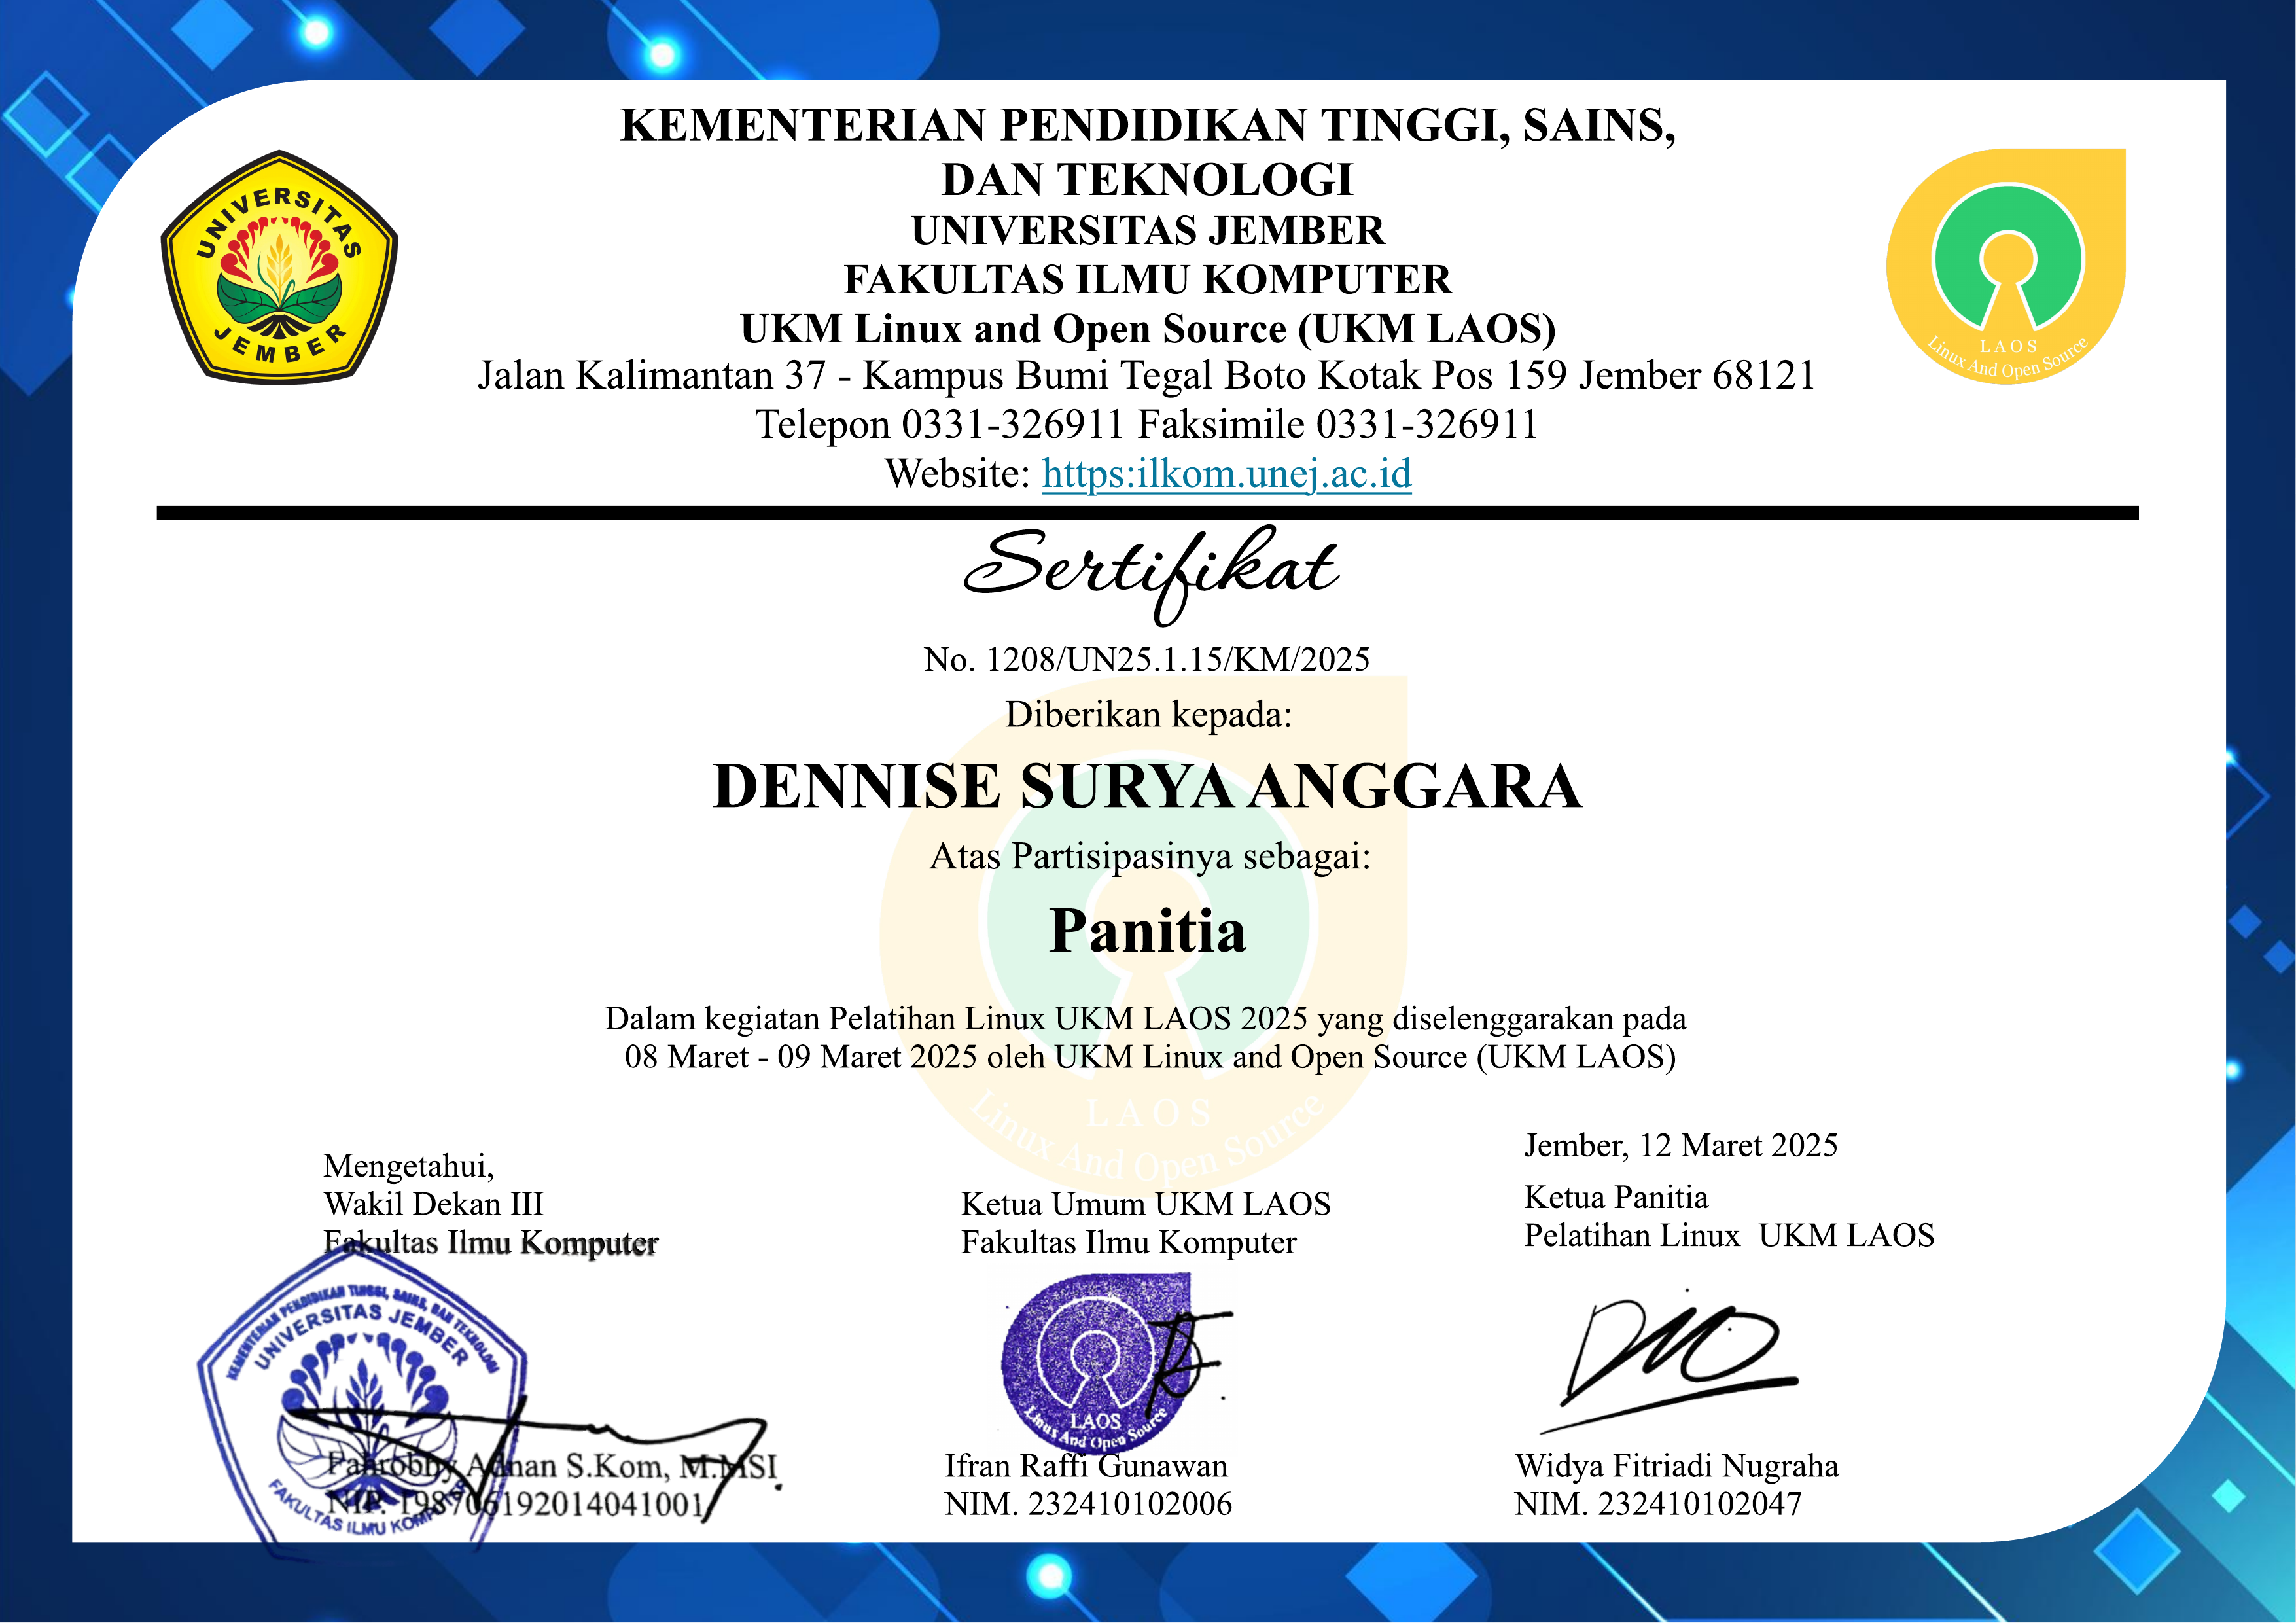 KEMENTERIAN PENDIDIKAN TINGGI, SAINS,
DAN TEKNOLOGI
UNIVERSITAS JEMBER
FAKULTAS ILMU KOMPUTER
UKM Linux and Open Source (UKM LAOS)
Jalan Kalimantan 37 - Kampus Bumi Tegal Boto Kotak Pos 159 Jember 68121
Telepon 0331-326911 Faksimile 0331-326911
Website: https:ilkom.unej.ac.id
UNIVERSITAS
JEMBER
LAOS
Linux And Open Source
Sertifikat
No. 1208/UN25.1.15/KM/2025
Diberikan kepada:
DENNISE SURYA ANGGARA
Atas Partisipasinya sebagai:
Panitia
Dalam kegiatan Pelatihan Linux UKM LAOS 2025 yang diselenggarakan pada
08 Maret - 09 Maret 2025 oleh UKM Linux and Open Source (UKM LAOS)
LAOS
Linux And Open Source
Mengetahui,
Wakil Dekan III
Fakultas Ilmu Komputer
KEMENTERIAN PENDIDIKAN TINGGI, SAINS, DAN TEKNOLOGI
UNIVERSITAS JEMBER
FAKULTAS ILMU KOMPUTER
Fahrobby Adnan S.Kom, M.MSI.
NIP. 198706192014041001
Ketua Umum UKM LAOS
Fakultas Ilmu Komputer
LAOS
Linux And Open Source
Ifran Raffi Gunawan
NIM. 232410102006
Jember, 12 Maret 2025
Ketua Panitia
Pelatihan Linux  UKM LAOS
Widya Fitriadi Nugraha
NIM. 232410102047